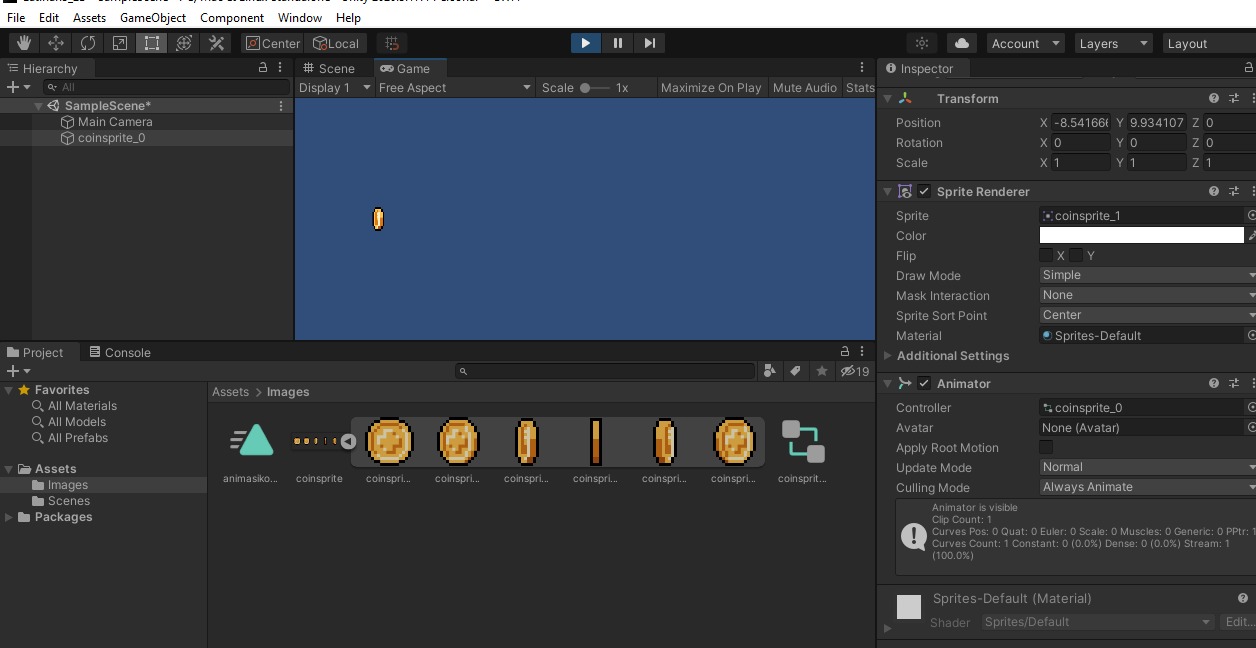 File Edit Assets GameObject Component Window Help
Center Local Account Layers Layout
Hierarchy
All
SampleScene*
Main Camera
coinsprite_0
Scene Game
Display 1 Free Aspect Scale 1x Maximize On Play Mute Audio Stats
Inspector
Transform
Position X -8.541666 Y 9.934107 Z 0
Rotation X 0 Y 0 Z 0
Scale X 1 Y 1 Z 1
Sprite Renderer
Sprite coinsprite_1
Color
Flip X Y
Draw Mode Simple
Mask Interaction None
Sprite Sort Point Center
Material Sprites-Default
Additional Settings
Animator
Controller coinsprite_0
Avatar None (Avatar)
Apply Root Motion
Update Mode Normal
Culling Mode Always Animate
Animator is visible
Clip Count: 1
Curves Pos: 0 Quat: 0 Euler: 0 Scale: 0 Muscles: 0 Generic: 0 PPtr: 1
Curves Count: 1 Constant: 0 (0.0%) Dense: 0 (0.0%) Stream: 1
(100.0%)
Sprites-Default (Material)
Shader Sprites/Default Edit...
Project Console
19
Favorites
All Materials
All Models
All Prefabs
Assets
Images
Scenes
Packages
Assets > Images
animasiko... coinsprite coinspri... coinspri... coinspri... coinspri... coinspri... coinspri... coinsprit...